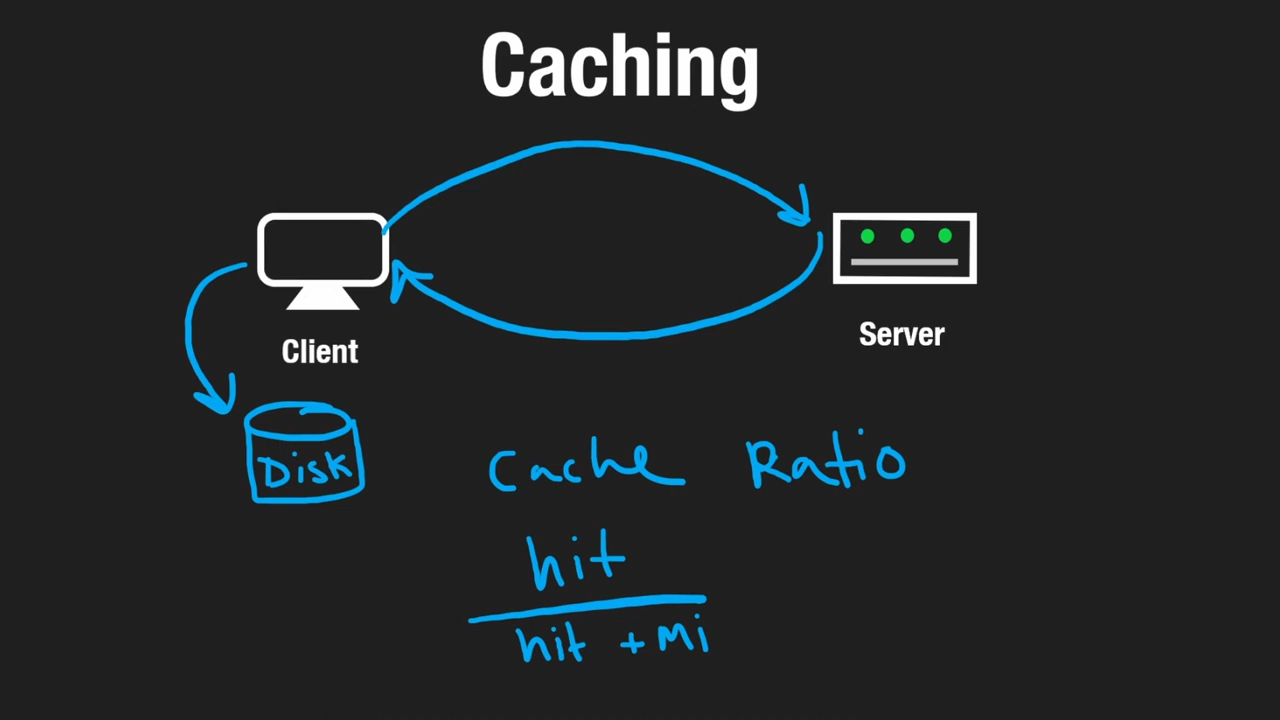 Caching
Client
Server
Disk
Cache Ratio
hit
hit + Mi